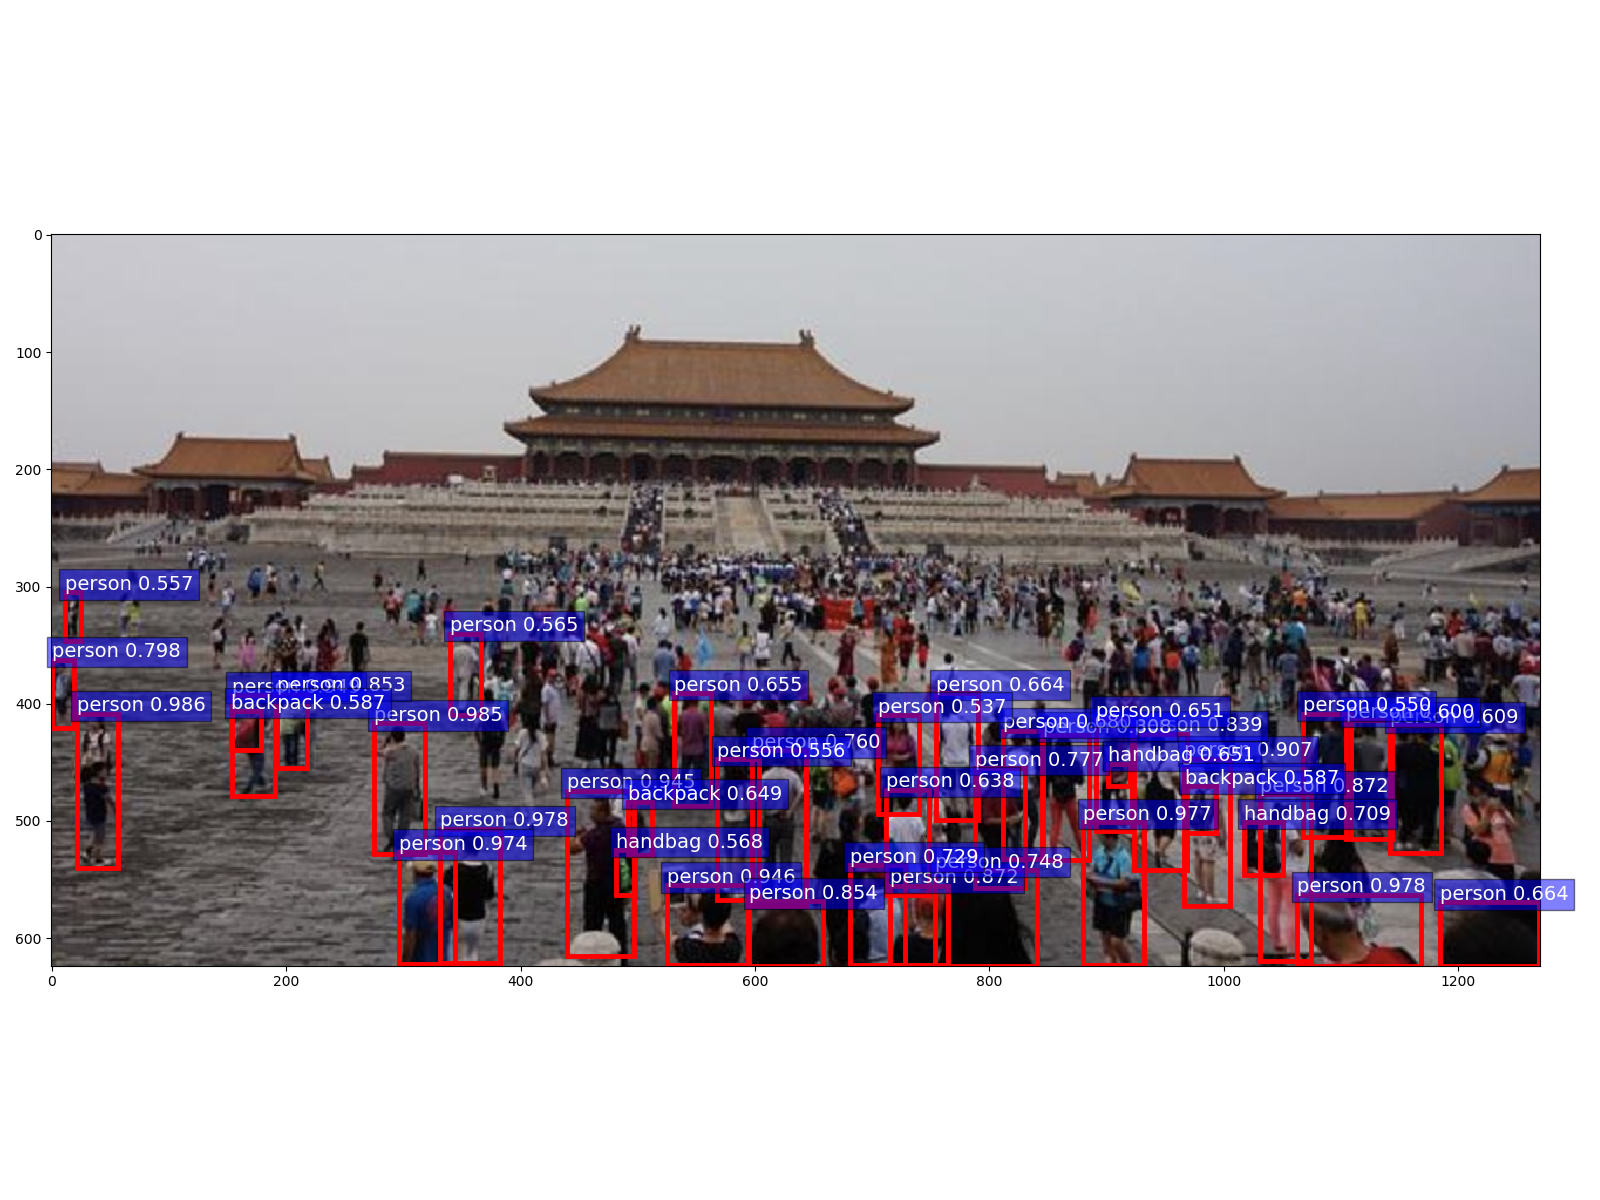 0
100
200
300
person 0.557
person 0.565
person 0.798
person 0.853
person 0.655
person 0.664
backpack 0.587
400
person 0.986
person 0.985
person 0.537
person 0.651
person 0.550
0.600
person 0.609
person 0.680
0.808
person 0.839
person 0.760
person 0.556
person 0.777
handbag 0.651
person 0.907
person 0.945
backpack 0.649
person 0.638
backpack 0.587
0.872
500
person 0.978
handbag 0.568
person 0.974
person 0.977
handbag 0.709
person 0.729
person 0.748
person 0.946
person 0.872
person 0.854
person 0.978
person 0.664
600
0 200 400 600 800 1000 1200